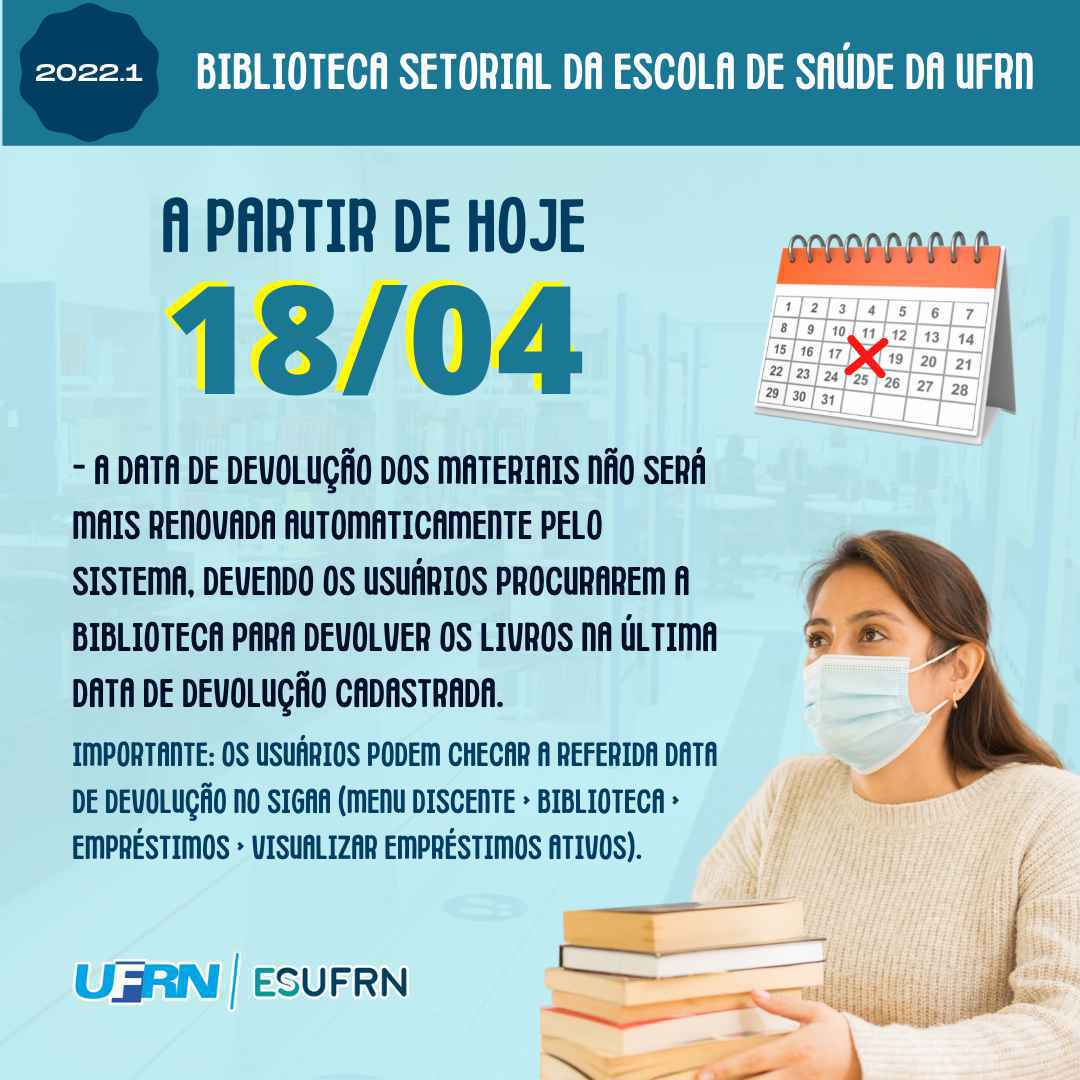 2022.1
BIBLIOTECA SETORIAL DA ESCOLA DE SAÚDE DA UFRN
A PARTIR DE HOJE
18/04
1 2 3 4 5 6 7
8 9 10 11 12 13 14
15 16 17 19 20 21
22 23 24 25 26 27 28
29 30 31
- A DATA DE DEVOLUÇÃO DOS MATERIAIS NÃO SERÁ
MAIS RENOVADA AUTOMATICAMENTE PELO
SISTEMA, DEVENDO OS USUÁRIOS PROCURAREM A
BIBLIOTECA PARA DEVOLVER OS LIVROS NA ÚLTIMA
DATA DE DEVOLUÇÃO CADASTRADA.
IMPORTANTE: OS USUÁRIOS PODEM CHECAR A REFERIDA DATA
DE DEVOLUÇÃO NO SIGAA (MENU DISCENTE > BIBLIOTECA >
EMPRÉSTIMOS > VISUALIZAR EMPRÉSTIMOS ATIVOS).
UFRN | ESUFRN